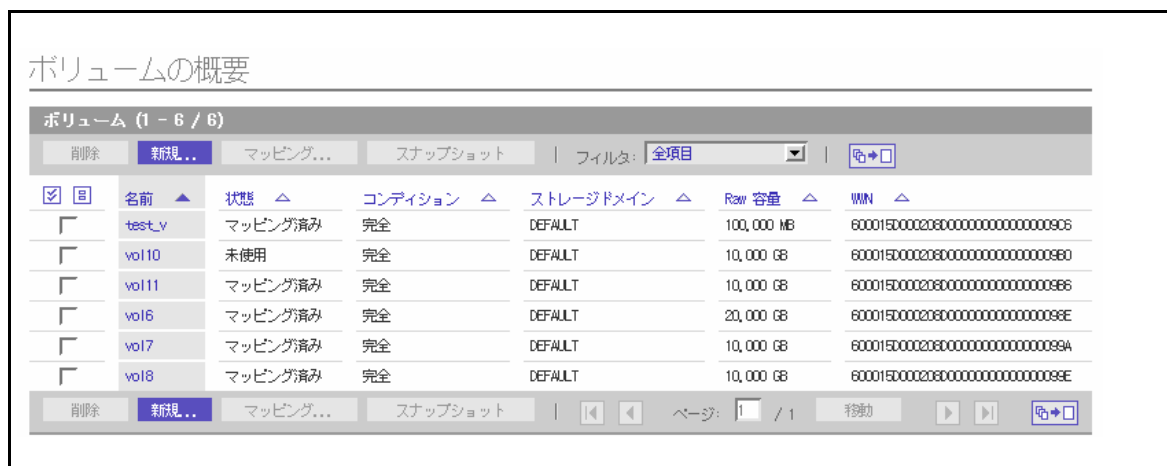 ボリュームの概要
ボリューム (1 - 6 / 6)
削除 新規... マッピング... スナップショット | フィルタ: 全項目 |
名前 状態 コンディション ストレージドメイン Raw 容量 WWN
test_v マッピング済み 完全 DEFAULT 100,000 MB 600015D000208D0000000000000009C6
vol10 未使用 完全 DEFAULT 10,000 GB 600015D000208D0000000000000009B0
vol11 マッピング済み 完全 DEFAULT 10,000 GB 600015D000208D0000000000000009B6
vol6 マッピング済み 完全 DEFAULT 20,000 GB 600015D000208D00000000000000098E
vol7 マッピング済み 完全 DEFAULT 10,000 GB 600015D000208D00000000000000099A
vol8 マッピング済み 完全 DEFAULT 10,000 GB 600015D000208D00000000000000099E
削除 新規... マッピング... スナップショット | ページ: 1 / 1 移動